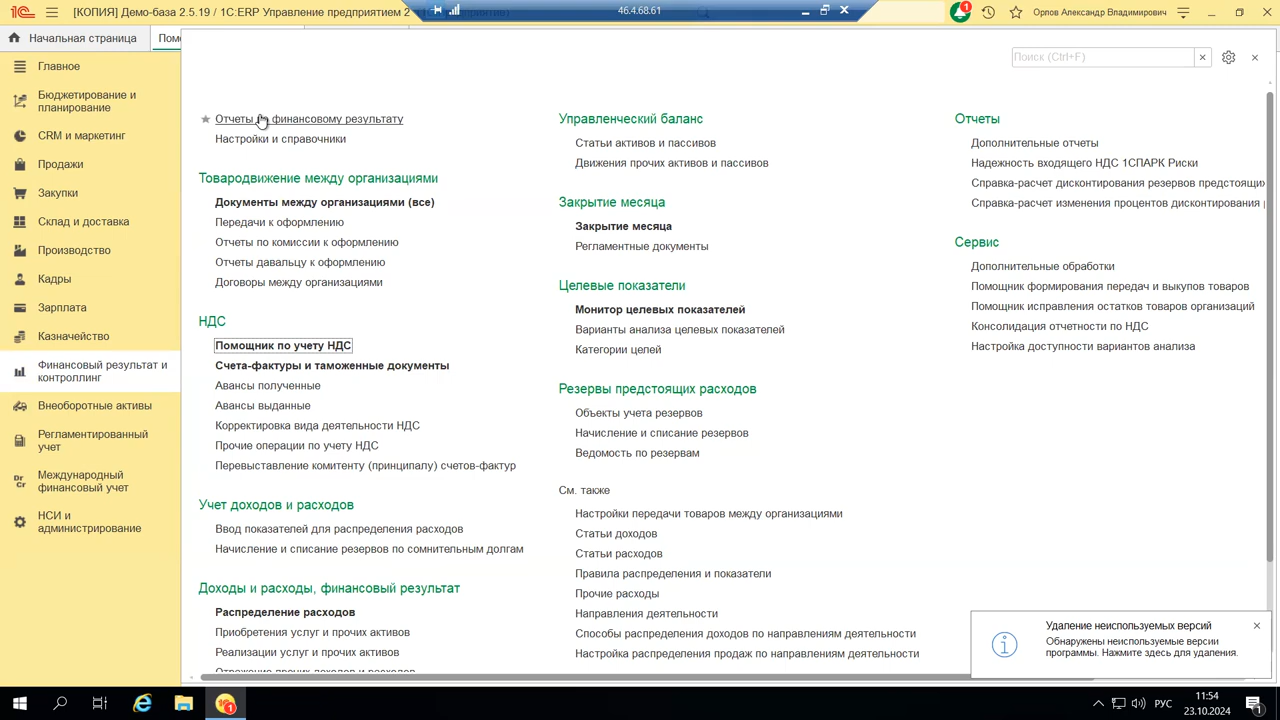 [КОПИЯ] Демо-база 2.5.19 / 1С:ERP Управление предприятием 2
46.4.68.61
Орлов Александр Владимирович
1
Начальная страница
Пом
Поиск (Ctrl+F)
Главное
Бюджетирование и
планирование
CRM и маркетинг
Продажи
Закупки
Склад и доставка
Производство
Кадры
Зарплата
Казначейство
Финансовый результат и
контроллинг
Внеоборотные активы
Регламентированный
учет
Dr
Cr
Международный
финансовый учет
НСИ и
администрирование
Отчеты по финансовому результату
Настройки и справочники
Товародвижение между организациями
Документы между организациями (все)
Передачи к оформлению
Отчеты по комиссии к оформлению
Отчеты давальцу к оформлению
Договоры между организациями
НДС
Помощник по учету НДС
Счета-фактуры и таможенные документы
Авансы полученные
Авансы выданные
Корректировка вида деятельности НДС
Прочие операции по учету НДС
Перевыставление комитенту (принципалу) счетов-фактур
Учет доходов и расходов
Ввод показателей для распределения расходов
Начисление и списание резервов по сомнительным долгам
Доходы и расходы, финансовый результат
Распределение расходов
Приобретения услуг и прочих активов
Реализации услуг и прочих активов
Отражение прочих доходов и расходов
Управленческий баланс
Статьи активов и пассивов
Движения прочих активов и пассивов
Закрытие месяца
Закрытие месяца
Регламентные документы
Целевые показатели
Монитор целевых показателей
Варианты анализа целевых показателей
Категории целей
Резервы предстоящих расходов
Объекты учета резервов
Начисление и списание резервов
Ведомость по резервам
См. также
Настройки передачи товаров между организациями
Статьи доходов
Статьи расходов
Правила распределения и показатели
Прочие расходы
Направления деятельности
Способы распределения доходов по направлениям деятельности
Настройка распределения продаж по направлениям деятельности
Отчеты
Дополнительные отчеты
Надежность входящего НДС 1СПАРК Риски
Справка-расчет дисконтирования резервов предстоящих
Справка-расчет изменения процентов дисконтирования
Сервис
Дополнительные обработки
Помощник формирования передач и выкупов товаров
Помощник исправления остатков товаров организаций
Консолидация отчетности по НДС
Настройка доступности вариантов анализа
Удаление неиспользуемых версий
Обнаружены неиспользуемые версии
программы. Нажмите здесь для удаления.
1
РУС
11:54
23.10.2024
1